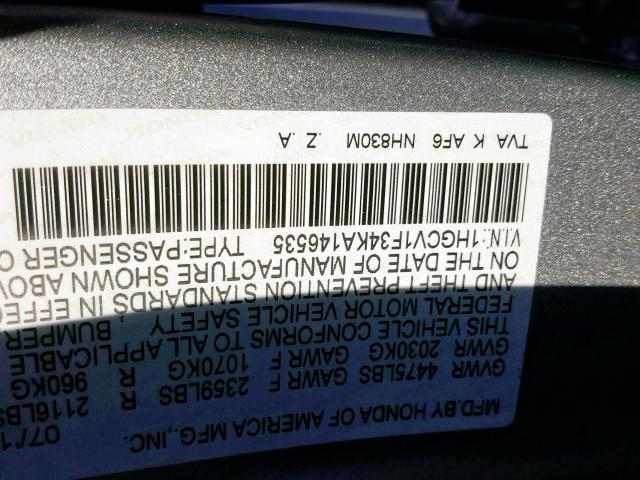 MFD.BY HONDA OF AMERICA MFG.,INC. 07/1
GVWR 4475LBS GAWR F 2359LBS R 2116LBS
GVWR 2030KG GAWR F 1070KG R 960KG
THIS VEHICLE CONFORMS TO ALL APPLICABLE
FEDERAL MOTOR VEHICLE SAFETY, BUMPER
AND THEFT PREVENTION STANDARDS IN EFFEC
ON THE DATE OF MANUFACTURE SHOWN ABOV
V.I.N:1HGCV1F34KA146535 TYPE:PASSENGER C
TVA K AF6 NH830M .Z .A